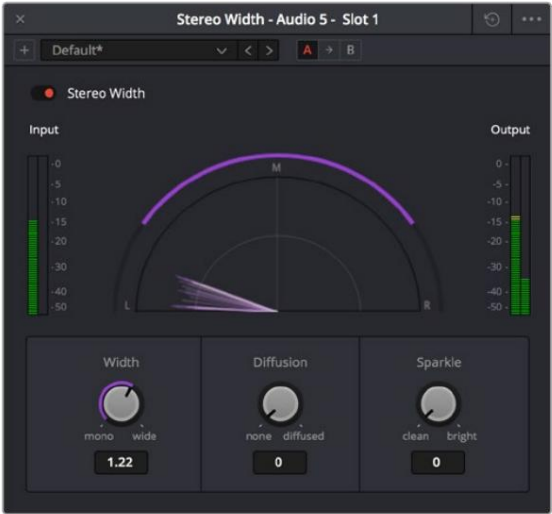 Stereo Width - Audio 5 - Slot 1
Default*
A B
Stereo Width
Input Output
M
-0 0 -
-5 -5 -
-10 -10 -
-15 -15 -
-20 -20 -
-30 -30 -
-40 -40 -
-50 -50 -
L R
Width Diffusion Sparkle
mono wide none diffused clean bright
1.22 0 0